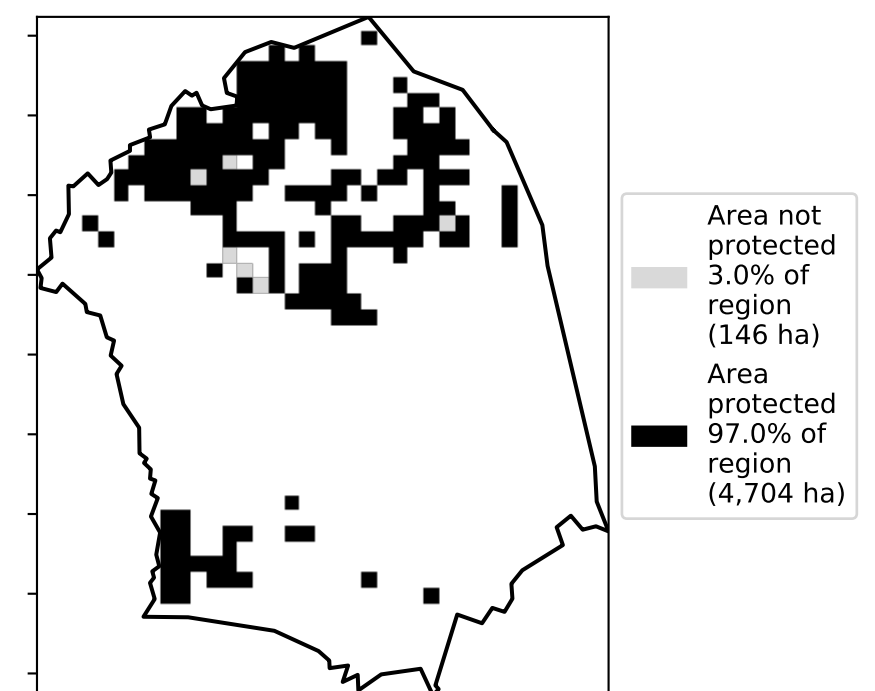 Area not
protected
3.0% of
region
(146 ha)
Area
protected
97.0% of
region
(4,704 ha)